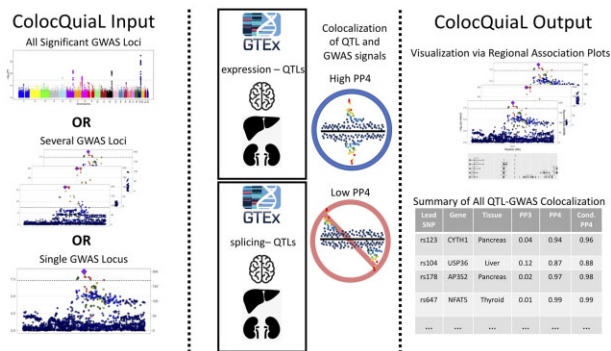 ColocQuiaL Input
All Significant GWAS Loci
OR
Several GWAS Loci
OR
Single GWAS Locus
GTEx
expression – QTLs
GTEx
splicing– QTLs
Colocalization
of QTL and
GWAS signals
High PP4
Low PP4
ColocQuiaL Output
Visualization via Regional Association Plots
Summary of All QTL-GWAS Colocalization
Lead SNP Gene Tissue PP3 PP4 Cond. PP4
rs123 CYTH1 Pancreas 0.04 0.94 0.96
rs104 USP36 Liver 0.12 0.87 0.88
rs178 AP352 Pancreas 0.02 0.97 0.98
rs647 NFAT5 Thyroid 0.01 0.99 0.99
... ... ... ... ... ...